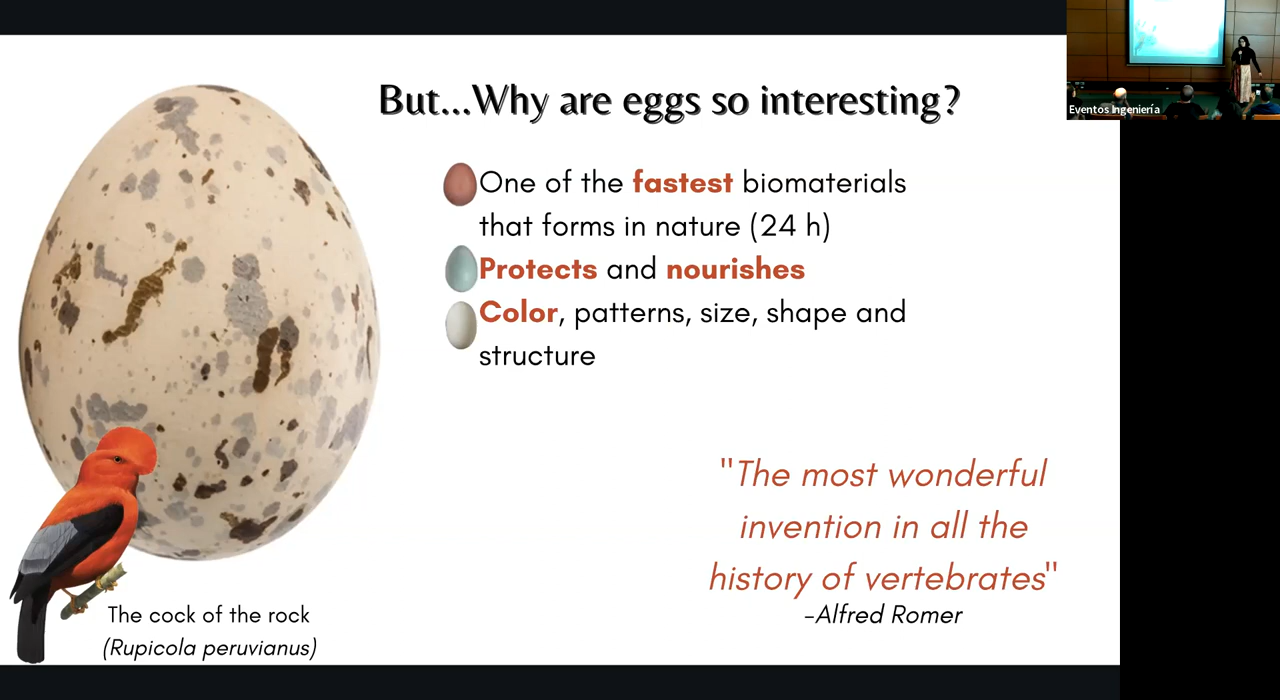 But...Why are eggs so interesting?
One of the fastest biomaterials
that forms in nature (24 h)
Protects and nourishes
Color, patterns, size, shape and
structure
"The most wonderful
invention in all the
history of vertebrates"
-Alfred Romer
The cock of the rock
(Rupicola peruvianus)
Eventos Ingeniería